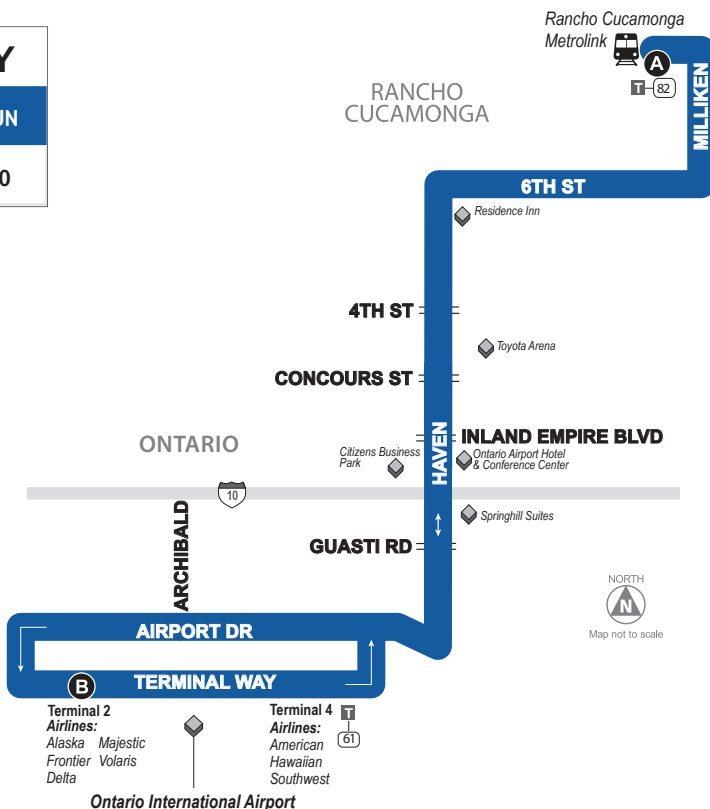 Y
UN
0
Rancho Cucamonga
Metrolink
A
T 82
MILLIKEN
RANCHO
CUCAMONGA
6TH ST
Residence Inn
4TH ST
Toyota Arena
CONCOURS ST
HAVEN
INLAND EMPIRE BLVD
ONTARIO
Citizens Business
Park
Ontario Airport Hotel
& Conference Center
10
Springhill Suites
ARCHIBALD
GUASTI RD
NORTH
N
Map not to scale
AIRPORT DR
B
TERMINAL WAY
Terminal 2
Airlines:
Alaska Majestic
Frontier Volaris
Delta
Terminal 4
Airlines:
American
Hawaiian
Southwest
T
61
Ontario International Airport